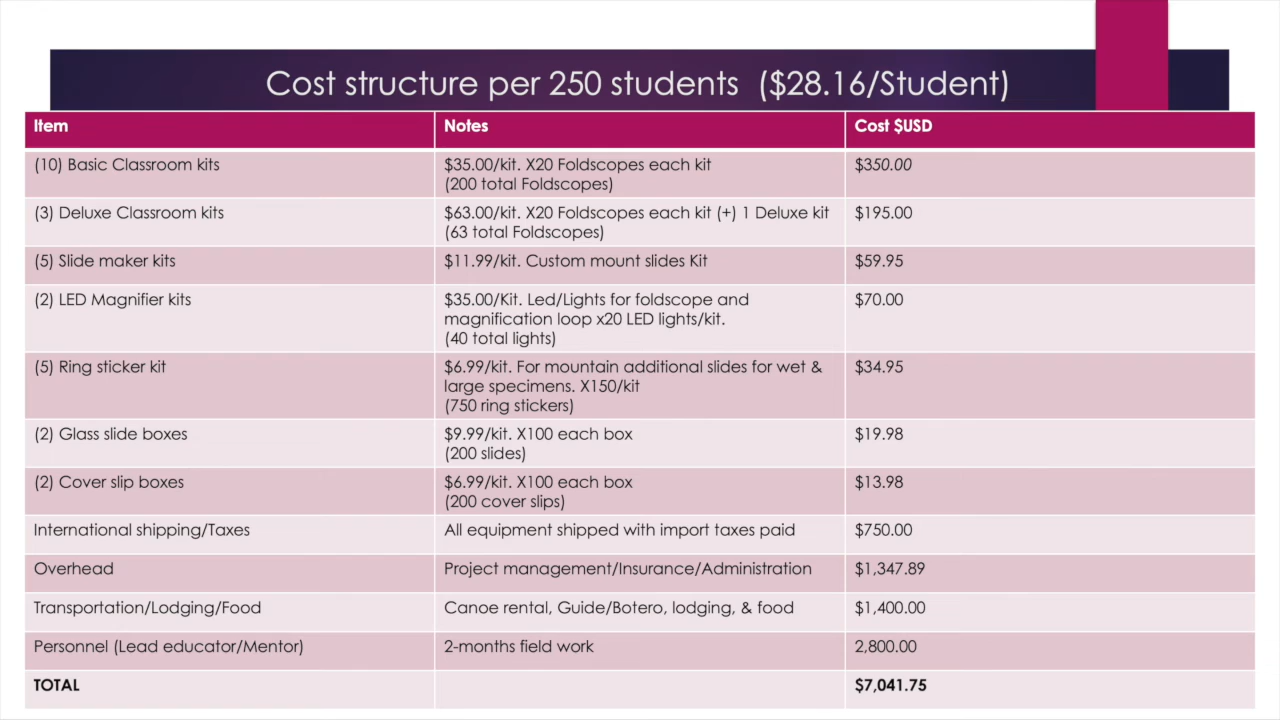 Cost structure per 250 students ($28.16/Student)
Item Notes Cost $USD
(10) Basic Classroom kits $35.00/kit. X20 Foldscopes each kit $350.00
(200 total Foldscopes)
(3) Deluxe Classroom kits $63.00/kit. X20 Foldscopes each kit (+) 1 Deluxe kit $195.00
(63 total Foldscopes)
(5) Slide maker kits $11.99/kit. Custom mount slides Kit $59.95
(2) LED Magnifier kits $35.00/Kit. Led/Lights for foldscope and $70.00
magnification loop x20 LED lights/kit.
(40 total lights)
(5) Ring sticker kit $6.99/kit. For mountain additional slides for wet & $34.95
large specimens. X150/kit
(750 ring stickers)
(2) Glass slide boxes $9.99/kit. X100 each box $19.98
(200 slides)
(2) Cover slip boxes $6.99/kit. X100 each box $13.98
(200 cover slips)
International shipping/Taxes All equipment shipped with import taxes paid $750.00
Overhead Project management/Insurance/Administration $1,347.89
Transportation/Lodging/Food Canoe rental, Guide/Botero, lodging, & food $1,400.00
Personnel (Lead educator/Mentor) 2-months field work 2,800.00
TOTAL $7,041.75